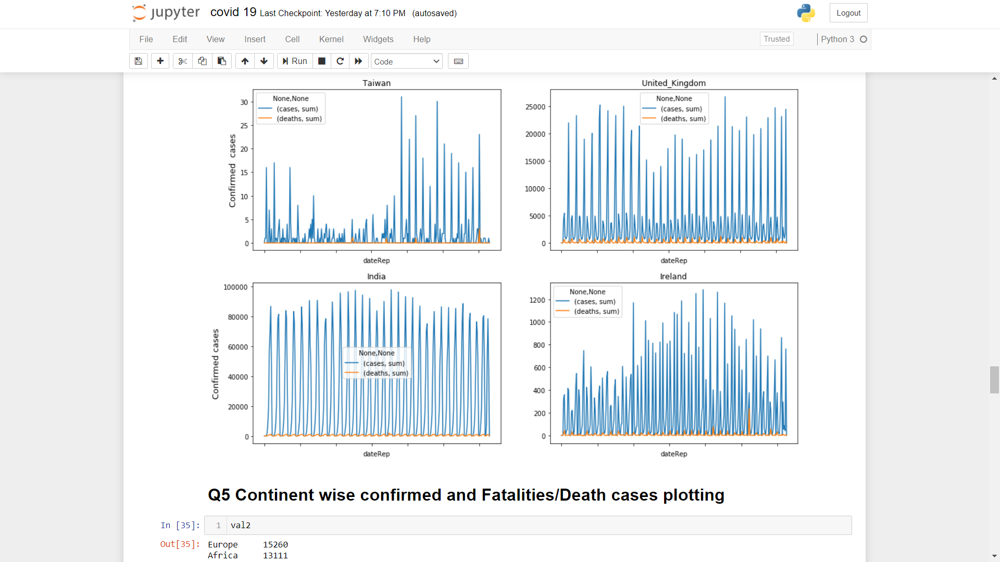 jupyter covid 19 Last Checkpoint: Yesterday at 7:10 PM (autosaved) Logout
File Edit View Insert Cell Kernel Widgets Help Trusted Python 3
Run Code
Taiwan
None,None
(cases, sum)
(deaths, sum)
30
25
20
15
10
5
0
Confirmed cases
dateRep
United_Kingdom
None,None
(cases, sum)
(deaths, sum)
25000
20000
15000
10000
5000
0
dateRep
India
100000
80000
60000
40000
20000
0
Confirmed cases
None,None
(cases, sum)
(deaths, sum)
dateRep
Ireland
None,None
(cases, sum)
(deaths, sum)
1200
1000
800
600
400
200
0
dateRep
Q5 Continent wise confirmed and Fatalities/Death cases plotting
In [35]: 1 val2
Out[35]: Europe 15260
Africa 13111